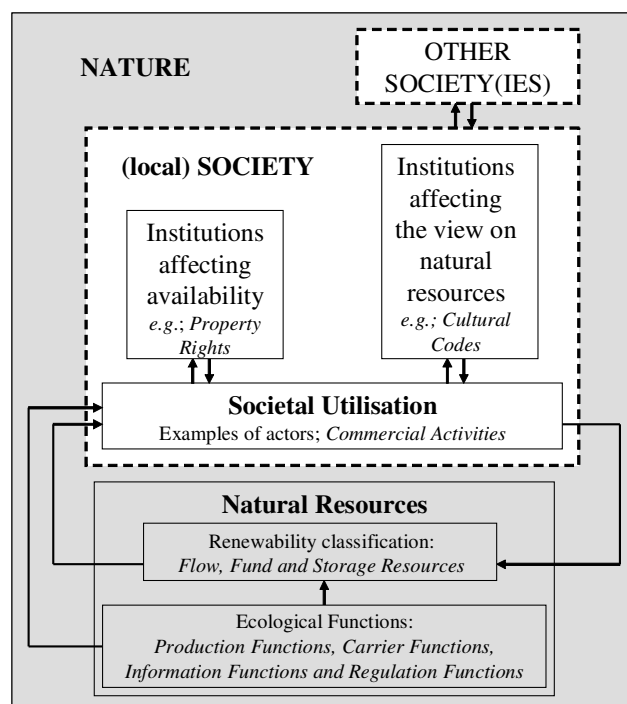 NATURE
OTHER
SOCIETY(IES)
(local) SOCIETY
Institutions
affecting
availability
e.g.; Property
Rights
Institutions
affecting
the view on
natural
resources
e.g.; Cultural
Codes
Societal Utilisation
Examples of actors; Commercial Activities
Natural Resources
Renewability classification:
Flow, Fund and Storage Resources
Ecological Functions:
Production Functions, Carrier Functions,
Information Functions and Regulation Functions